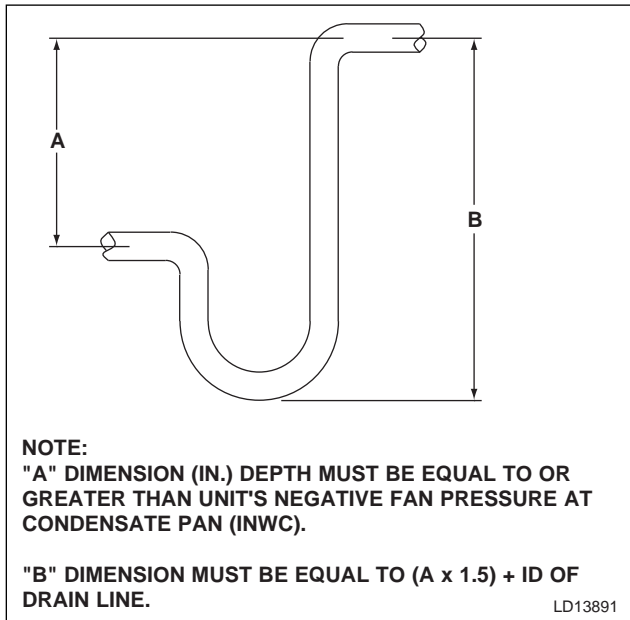 A
B
NOTE:
"A" DIMENSION (IN.) DEPTH MUST BE EQUAL TO OR
GREATER THAN UNIT'S NEGATIVE FAN PRESSURE AT
CONDENSATE PAN (INWC).
"B" DIMENSION MUST BE EQUAL TO (A x 1.5) + ID OF
DRAIN LINE.
LD13891